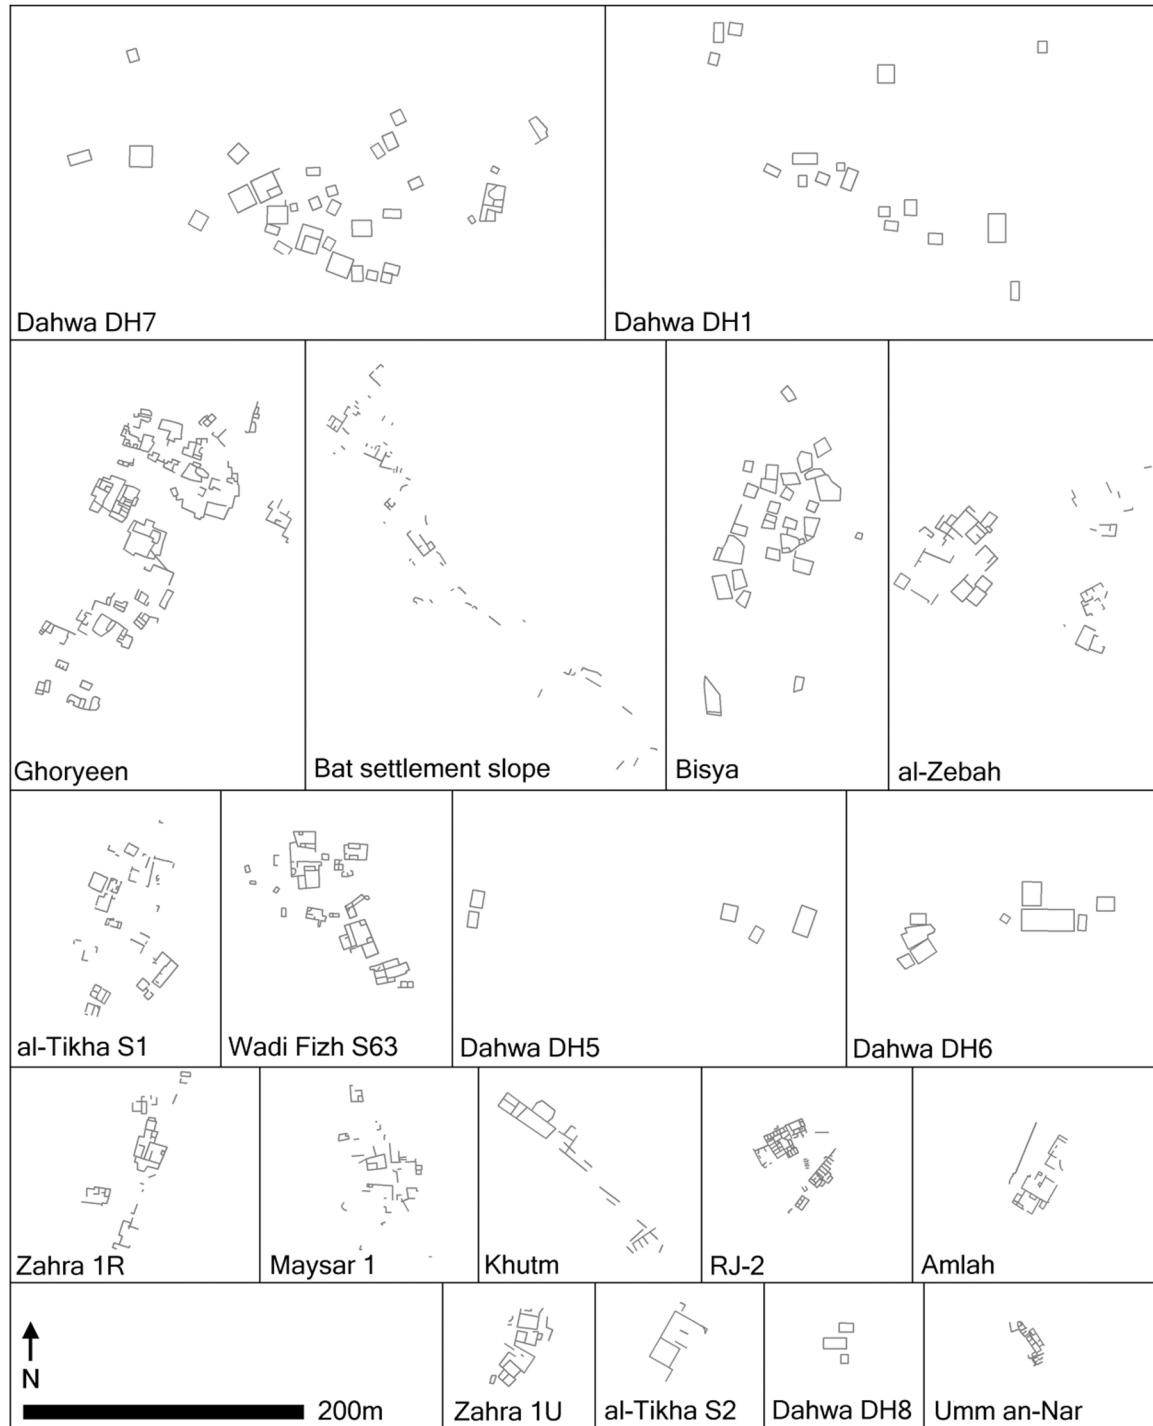 Dahwa DH7
Dahwa DH1
Ghoryeen
Bat settlement slope
Bisya
al-Zebah
al-Tikha S1
Wadi Fizh S63
Dahwa DH5
Dahwa DH6
Zahra 1R
Maysar 1
Khutm
RJ-2
Amlah
N
200m
Zahra 1U
al-Tikha S2
Dahwa DH8
Umm an-Nar